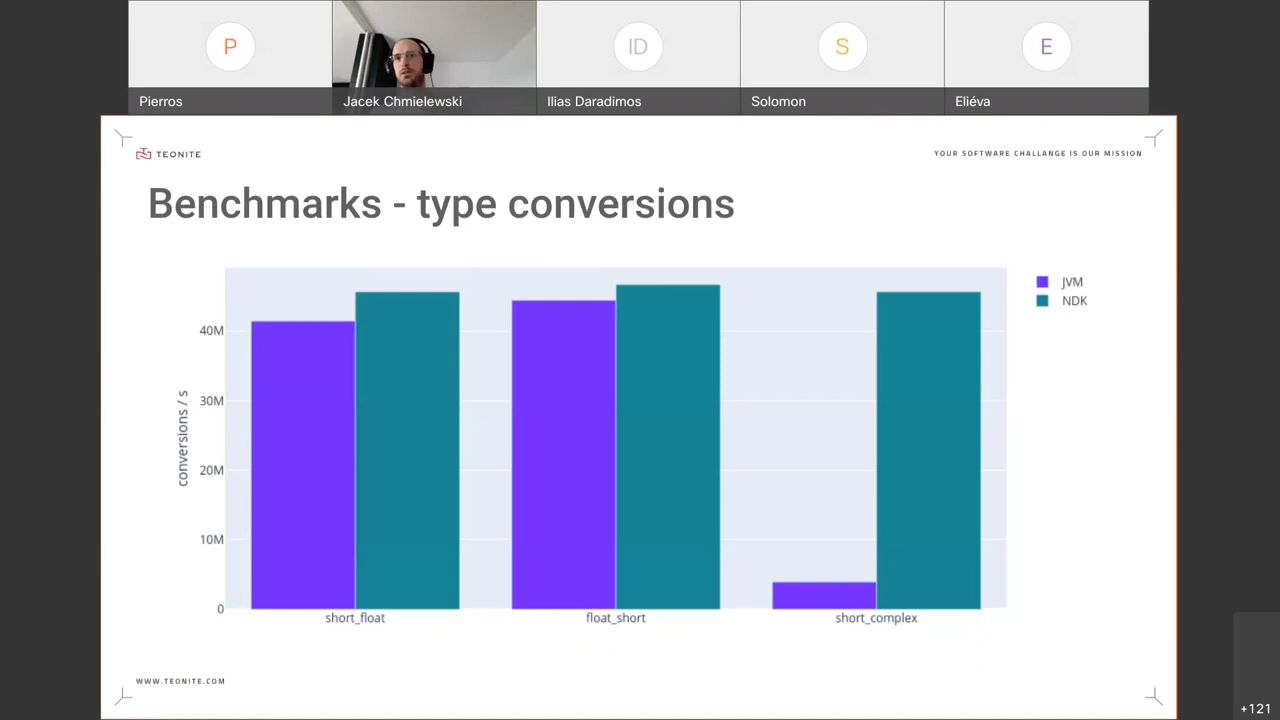 P
ID
S
E
Pierros
Jacek Chmielewski
Ilias Daradimos
Solomon
Eliéva
TEONITE
YOUR SOFTWARE CHALLANGE IS OUR MISSION
Benchmarks - type conversions
JVM
NDK
conversions / s
40M
30M
20M
10M
0
short_float
float_short
short_complex
WWW.TEONITE.COM
+121